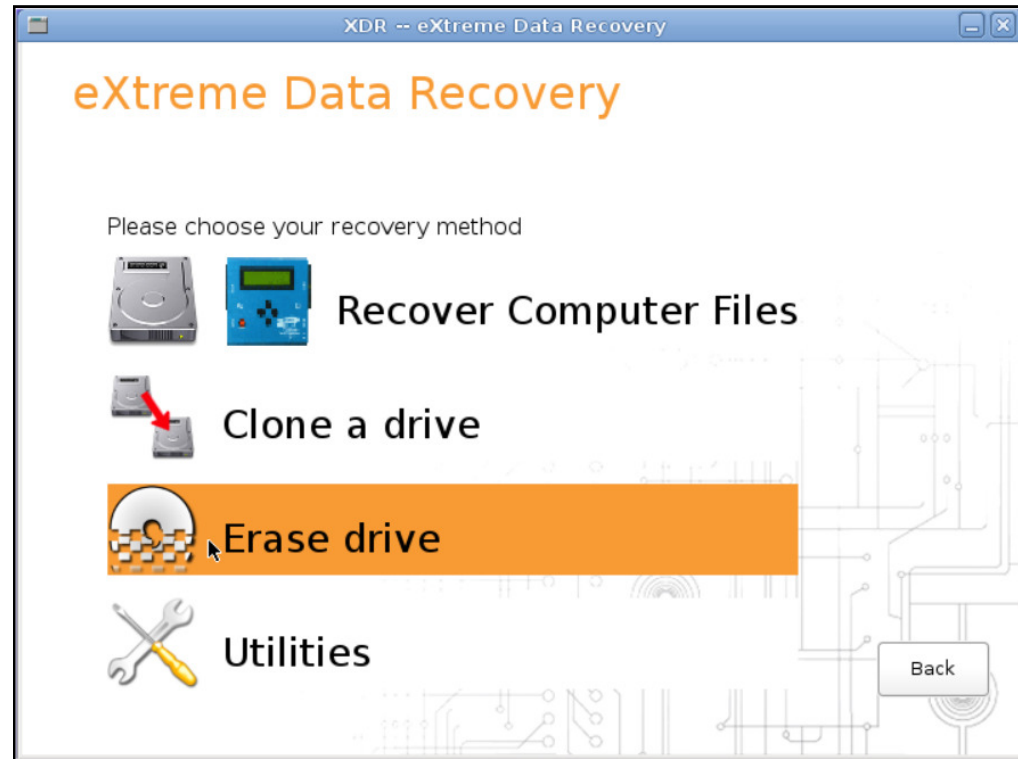 XDR -- eXtreme Data Recovery
eXtreme Data Recovery
Please choose your recovery method
Recover Computer Files
Clone a drive
Erase drive
Utilities
Back